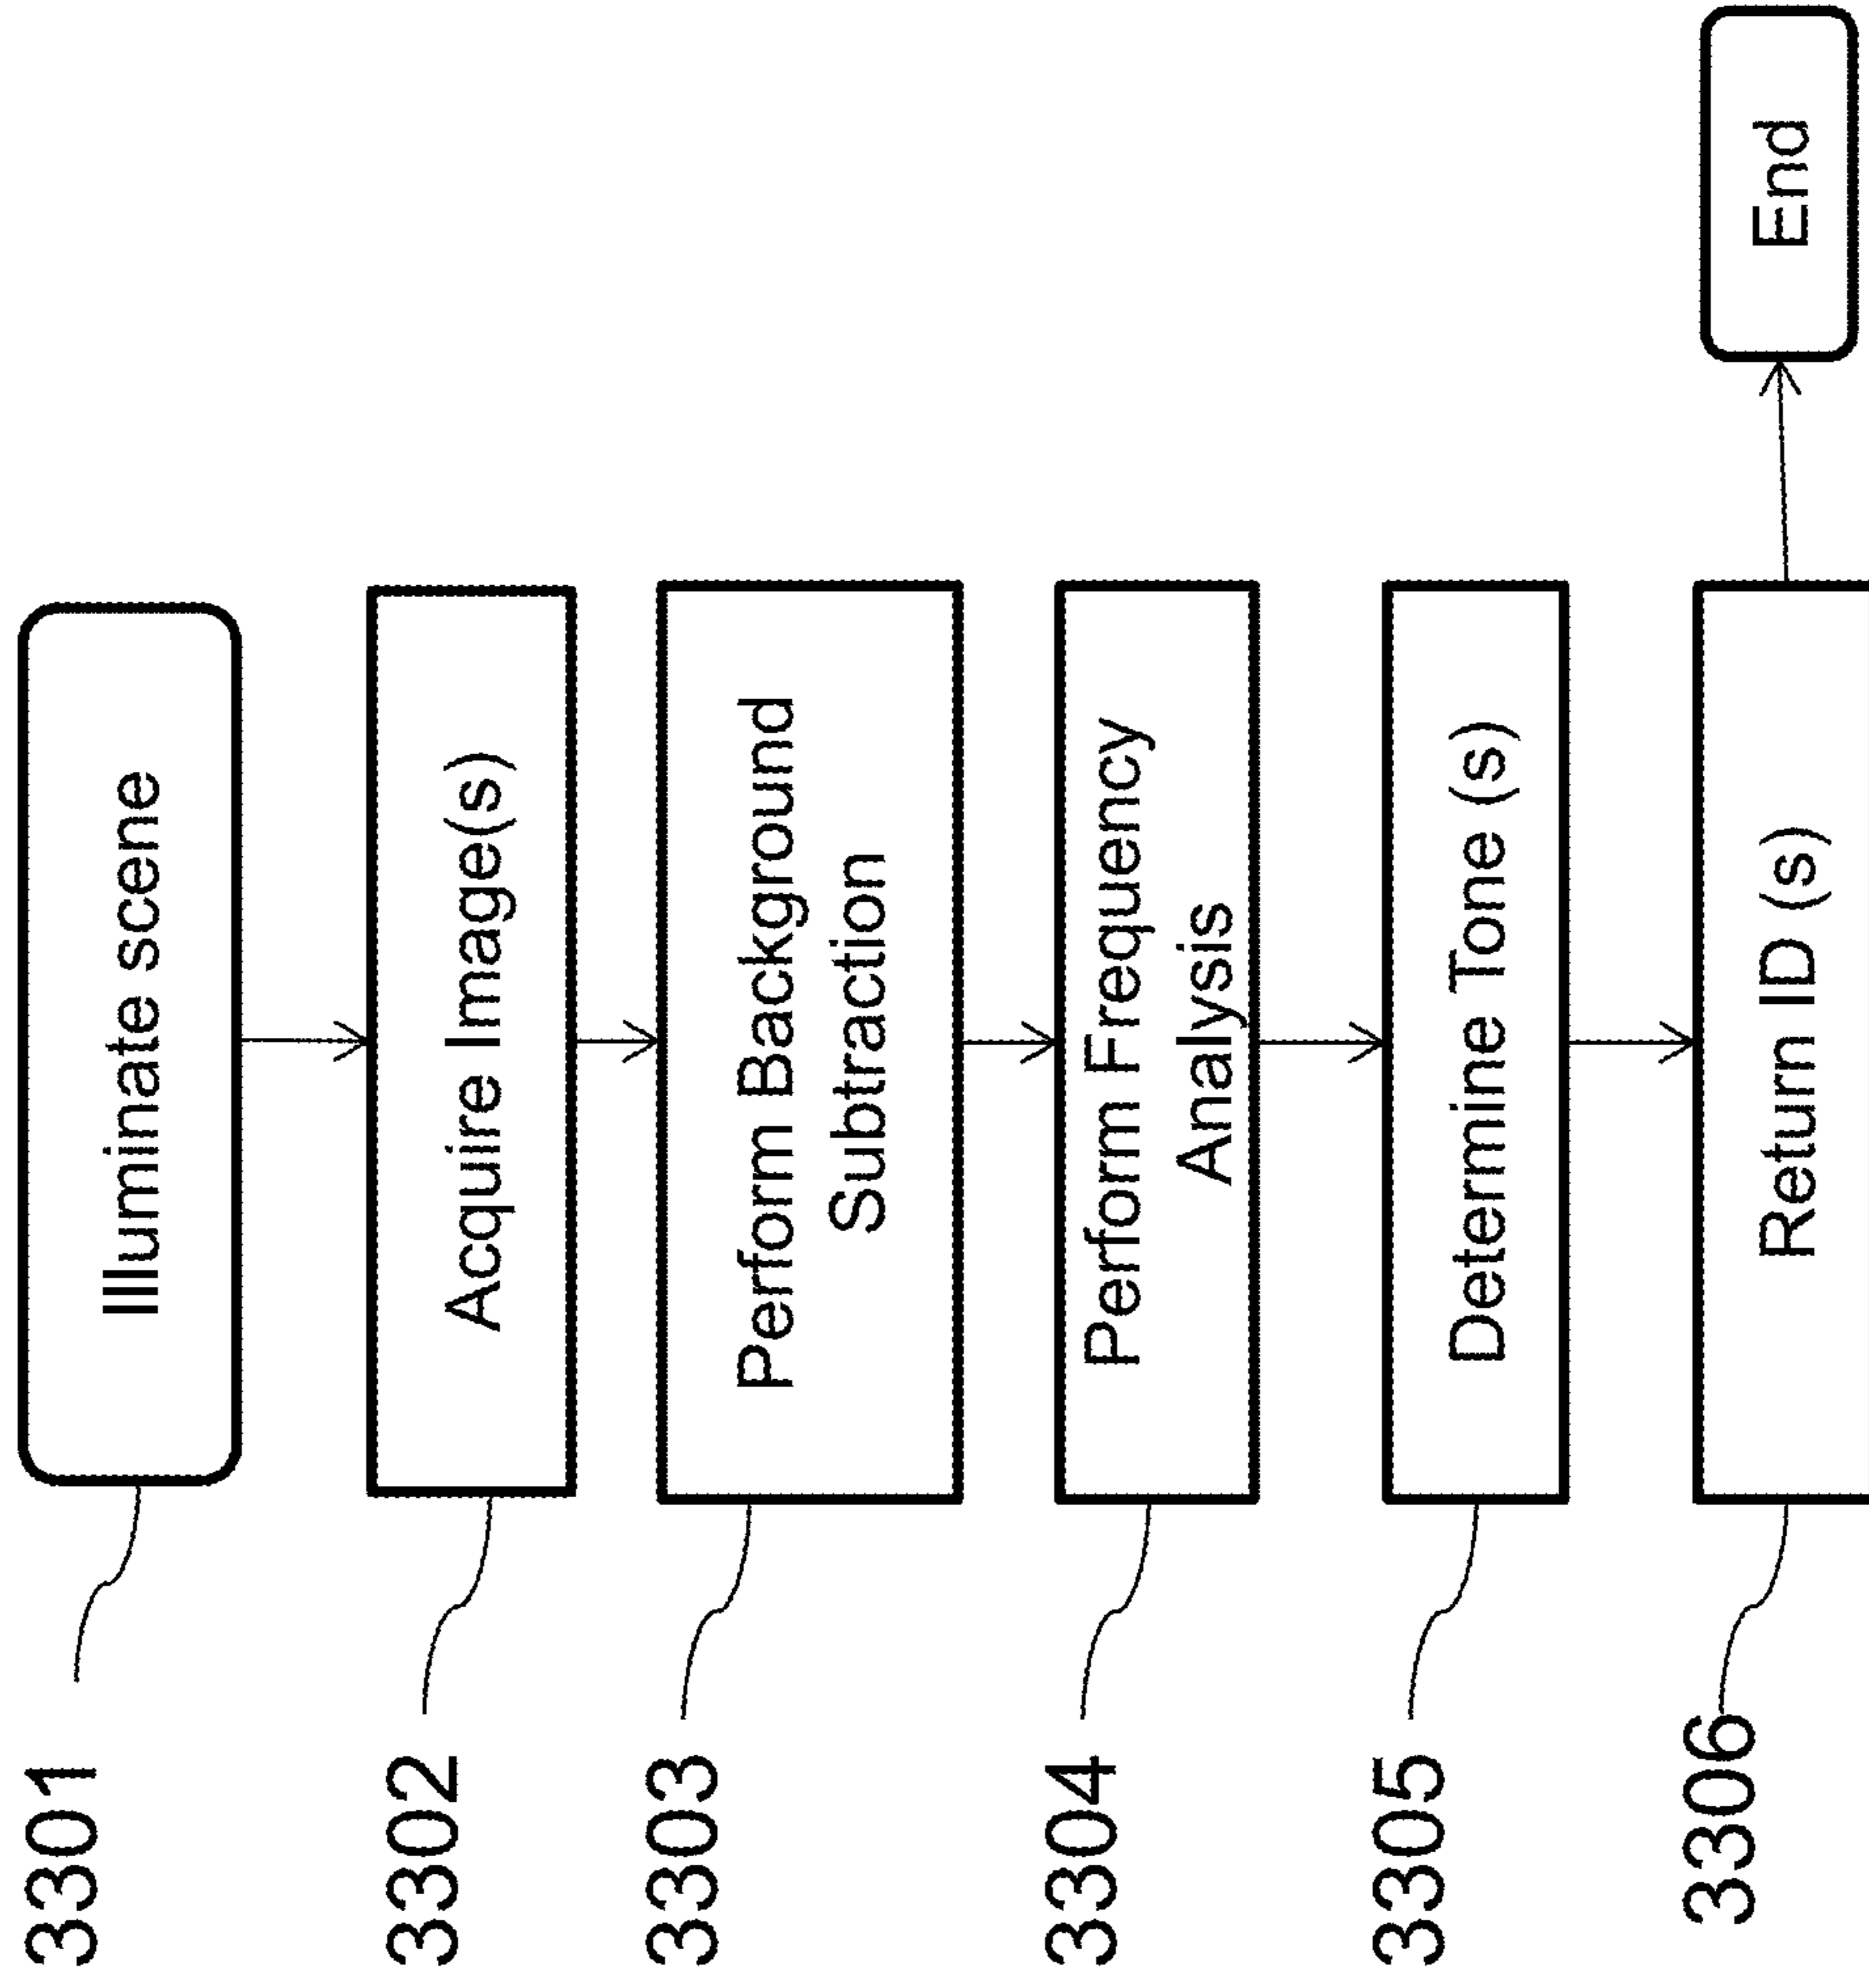 3301
Illuminate scene
3302
Acquire Image(s)
3303
Perform Background
Subtraction
3304
Perform Frequency
Analysis
3305
Determine Tone (s)
3306
Return ID (s)
End